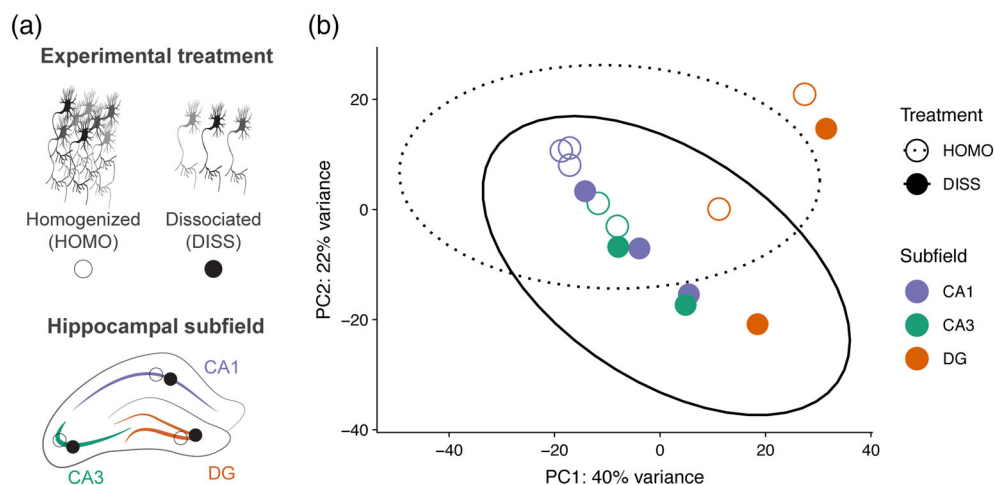 (a)
Experimental treatment
Homogenized
(HOMO)
Dissociated
(DISS)
Hippocampal subfield
CA1
CA3
DG
(b)
PC2: 22% variance
20
0
−20
−40
−40
−20
0
20
40
PC1: 40% variance
Treatment
HOMO
DISS
Subfield
CA1
CA3
DG